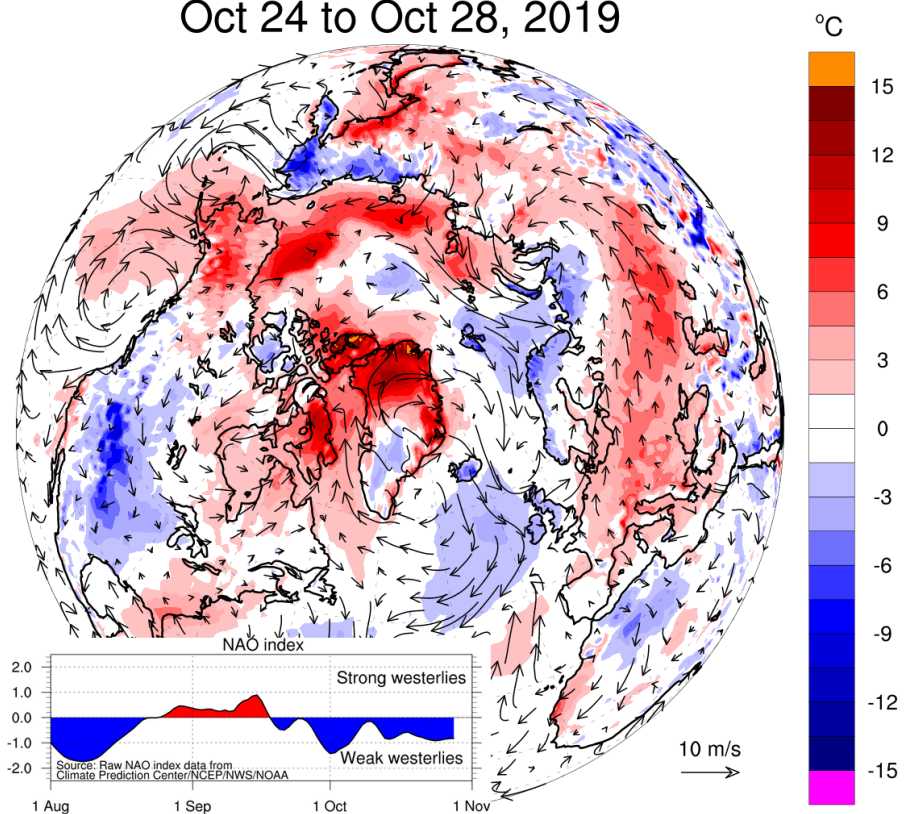 Oct 24 to Oct 28, 2019
°C
15
12
9
6
3
0
-3
-6
-9
-12
-15
10 m/s
NAO index
2.0
1.0
0.0
-1.0
-2.0
Strong westerlies
Weak westerlies
Source: Raw NAO index data from
Climate Prediction Center/NCEP/NWS/NOAA
1 Aug
1 Sep
1 Oct
1 Nov